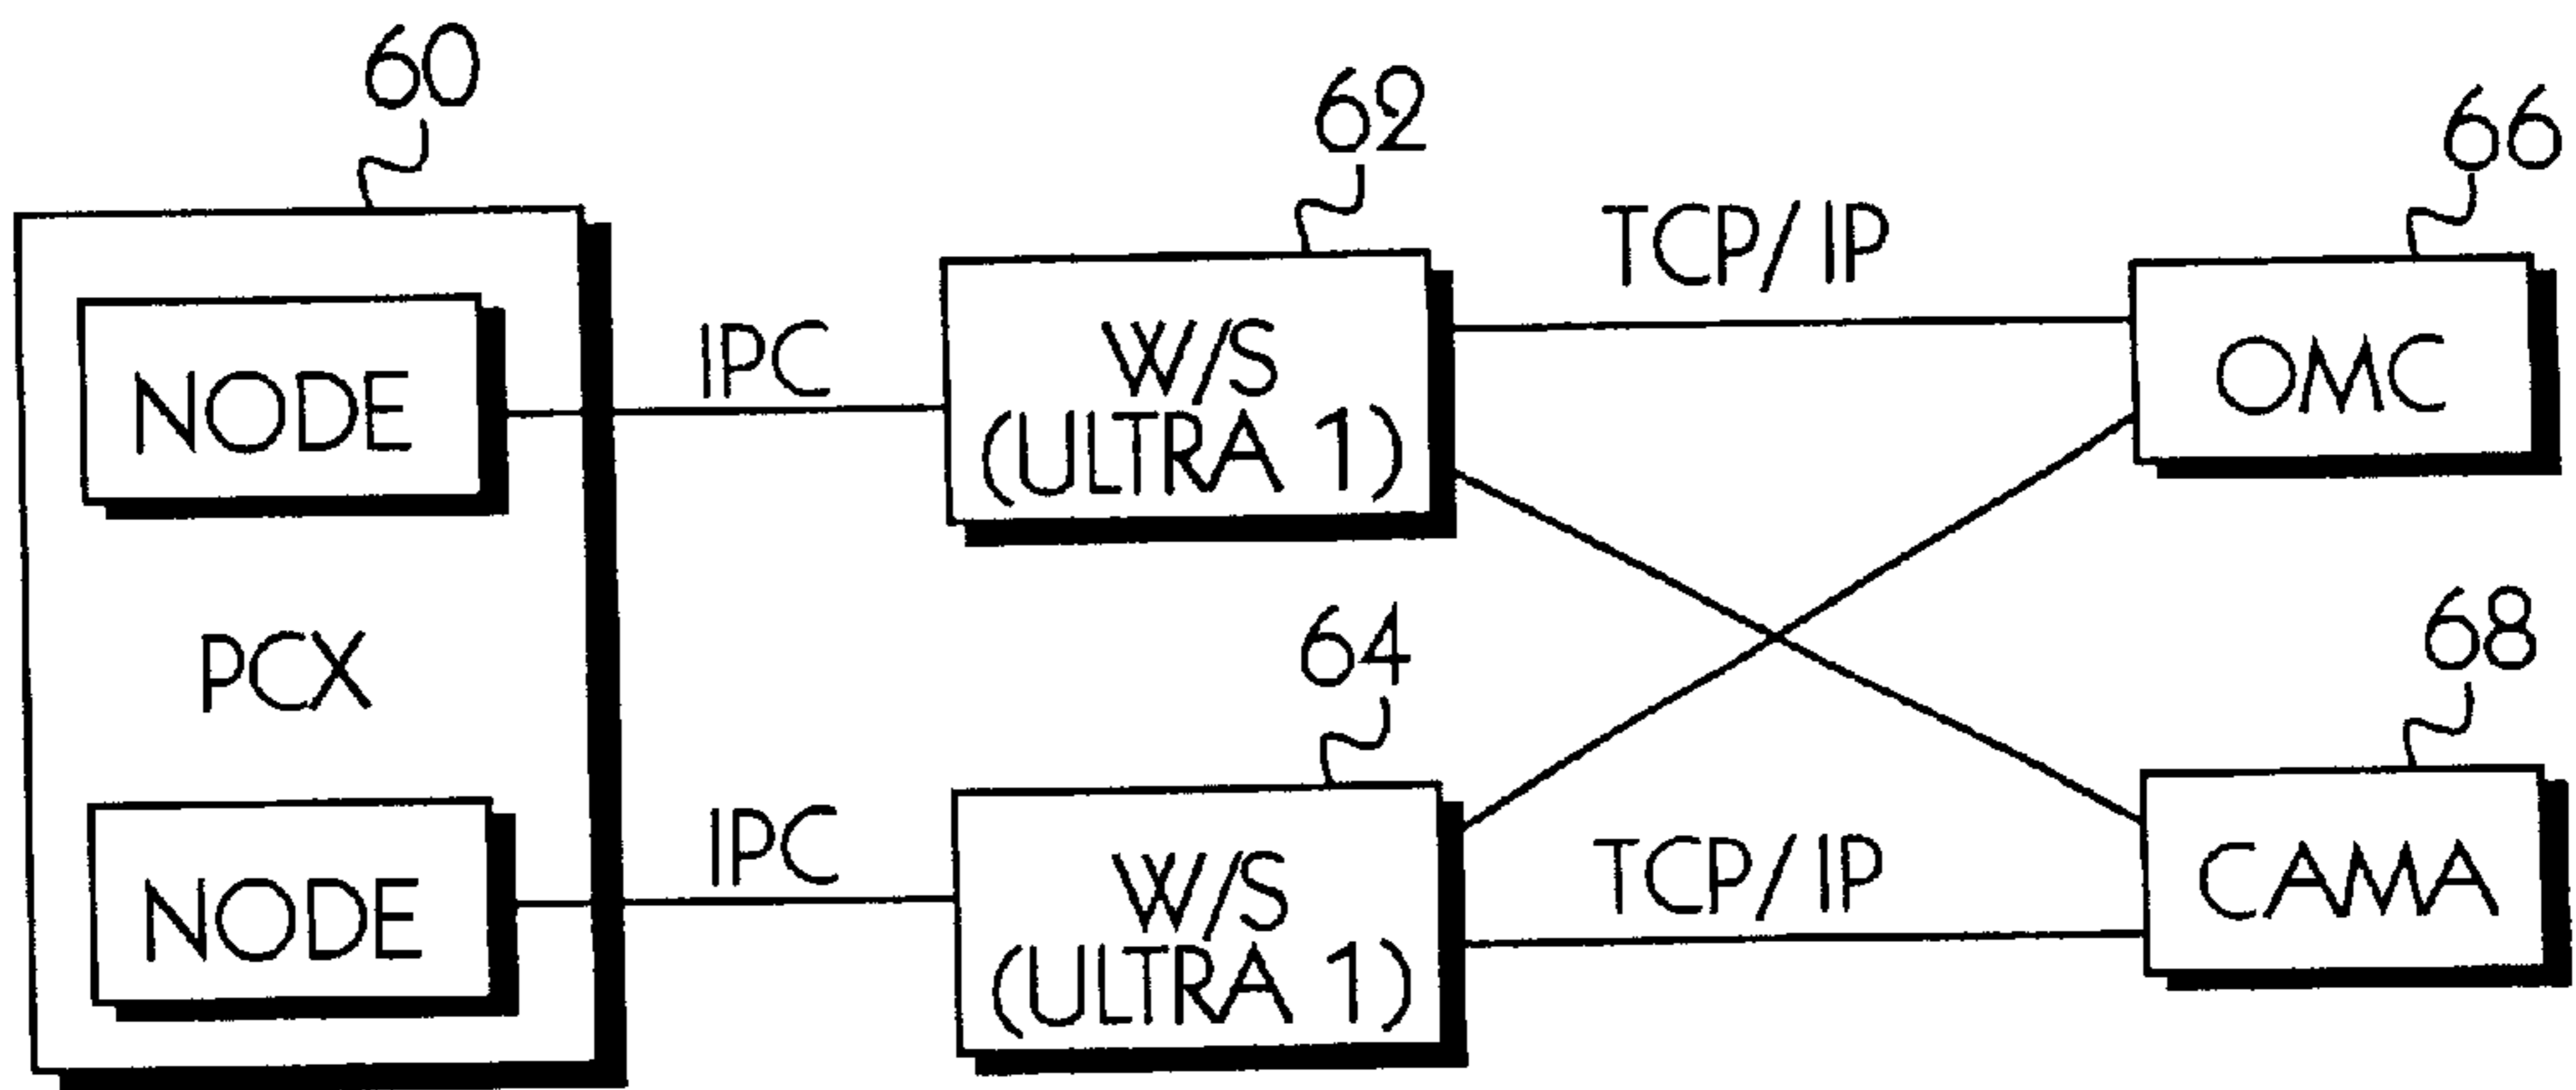 60
62
66
TCP/IP
NODE
IPC
W/S
(ULTRA 1)
OMC
PCX
64
68
NODE
IPC
W/S
(ULTRA 1)
TCP/IP
CAMA